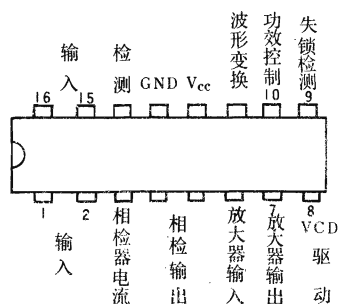 输入
检测
GND
Vcc
波形变换
功效控制
失锁检测
16
15
10
9
1
2
7
8
输入
相检器电流
相检输出
放大器输入
放大器输出
VCD
驱动